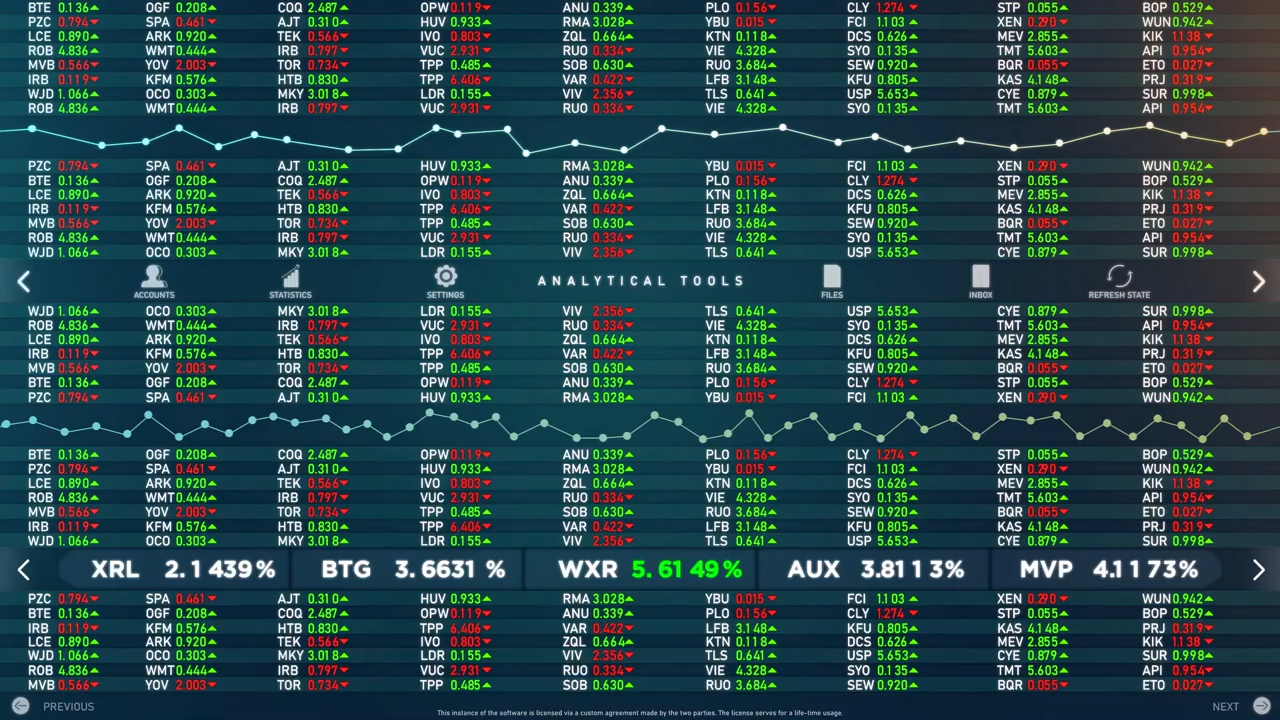 BTE 0.136 OGF 0.208 COQ 2.487 OPW 0.119 ANU 0.339 PLO 0.156 CLY 1.274 STP 0.055 BOP 0.529
PZC 0.794 SPA 0.461 AJT 0.310 HUV 0.933 RMA 3.028 YBU 0.015 FCI 1.103 XEN 0.290 WUN 0.942
LCE 0.890 ARK 0.920 TEK 0.566 IVO 0.803 ZQL 0.664 KTN 0.118 DCS 0.626 MEV 2.855 KIK 1.138
ROB 4.836 WMT 0.444 IRB 0.797 VUC 2.931 RUO 0.334 VIE 4.328 SYO 0.135 TMT 5.603 API 0.954
MVB 0.566 YOV 2.003 TOR 0.734 TPP 0.485 SOB 0.630 RUO 3.684 SEW 0.920 BQR 0.055 ETO 0.027
IRB 0.119 KFM 0.576 HTB 0.830 TPP 6.406 VAR 0.422 LFB 3.148 KFU 0.805 KAS 4.148 PRJ 0.319
WJD 1.066 OCO 0.303 MKY 3.018 LDR 0.155 VIV 2.356 TLS 0.641 USP 5.653 CYE 0.879 SUR 0.998
ROB 4.836 WMT 0.444 IRB 0.797 VUC 2.931 RUO 0.334 VIE 4.328 SYO 0.135 TMT 5.603 API 0.954
PZC 0.794 SPA 0.461 AJT 0.310 HUV 0.933 RMA 3.028 YBU 0.015 FCI 1.103 XEN 0.290 WUN 0.942
BTE 0.136 OGF 0.208 COQ 2.487 OPW 0.119 ANU 0.339 PLO 0.156 CLY 1.274 STP 0.055 BOP 0.529
LCE 0.890 ARK 0.920 TEK 0.566 IVO 0.803 ZQL 0.664 KTN 0.118 DCS 0.626 MEV 2.855 KIK 1.138
IRB 0.119 KFM 0.576 HTB 0.830 TPP 6.406 VAR 0.422 LFB 3.148 KFU 0.805 KAS 4.148 PRJ 0.319
MVB 0.566 YOV 2.003 TOR 0.734 TPP 0.485 SOB 0.630 RUO 3.684 SEW 0.920 BQR 0.055 ETO 0.027
ROB 4.836 WMT 0.444 IRB 0.797 VUC 2.931 RUO 0.334 VIE 4.328 SYO 0.135 TMT 5.603 API 0.954
WJD 1.066 OCO 0.303 MKY 3.018 LDR 0.155 VIV 2.356 TLS 0.641 USP 5.653 CYE 0.879 SUR 0.998
ANALYTICAL TOOLS
ACCOUNTS STATISTICS SETTINGS FILES INBOX REFRESH STATE
WJD 1.066 OCO 0.303 MKY 3.018 LDR 0.155 VIV 2.356 TLS 0.641 USP 5.653 CYE 0.879 SUR 0.998
ROB 4.836 WMT 0.444 IRB 0.797 VUC 2.931 RUO 0.334 VIE 4.328 SYO 0.135 TMT 5.603 API 0.954
LCE 0.890 ARK 0.920 TEK 0.566 IVO 0.803 ZQL 0.664 KTN 0.118 DCS 0.626 MEV 2.855 KIK 1.138
IRB 0.119 KFM 0.576 HTB 0.830 TPP 6.406 VAR 0.422 LFB 3.148 KFU 0.805 KAS 4.148 PRJ 0.319
MVB 0.566 YOV 2.003 TOR 0.734 TPP 0.485 SOB 0.630 RUO 3.684 SEW 0.920 BQR 0.055 ETO 0.027
BTE 0.136 OGF 0.208 COQ 2.487 OPW 0.119 ANU 0.339 PLO 0.156 CLY 1.274 STP 0.055 BOP 0.529
PZC 0.794 SPA 0.461 AJT 0.310 HUV 0.933 RMA 3.028 YBU 0.015 FCI 1.103 XEN 0.290 WUN 0.942
BTE 0.136 OGF 0.208 COQ 2.487 OPW 0.119 ANU 0.339 PLO 0.156 CLY 1.274 STP 0.055 BOP 0.529
PZC 0.794 SPA 0.461 AJT 0.310 HUV 0.933 RMA 3.028 YBU 0.015 FCI 1.103 XEN 0.290 WUN 0.942
LCE 0.890 ARK 0.920 TEK 0.566 IVO 0.803 ZQL 0.664 KTN 0.118 DCS 0.626 MEV 2.855 KIK 1.138
ROB 4.836 WMT 0.444 IRB 0.797 VUC 2.931 RUO 0.334 VIE 4.328 SYO 0.135 TMT 5.603 API 0.954
MVB 0.566 YOV 2.003 TOR 0.734 TPP 0.485 SOB 0.630 RUO 3.684 SEW 0.920 BQR 0.055 ETO 0.027
IRB 0.119 KFM 0.576 HTB 0.830 TPP 6.406 VAR 0.422 LFB 3.148 KFU 0.805 KAS 4.148 PRJ 0.319
WJD 1.066 OCO 0.303 MKY 3.018 LDR 0.155 VIV 2.356 TLS 0.641 USP 5.653 CYE 0.879 SUR 0.998
XRL 2.1439% BTG 3.6631% WXR 5.6149% AUX 3.8113% MVP 4.1173%
PZC 0.794 SPA 0.461 AJT 0.310 HUV 0.933 RMA 3.028 YBU 0.015 FCI 1.103 XEN 0.290 WUN 0.942
BTE 0.136 OGF 0.208 COQ 2.487 OPW 0.119 ANU 0.339 PLO 0.156 CLY 1.274 STP 0.055 BOP 0.529
IRB 0.119 KFM 0.576 HTB 0.830 TPP 6.406 VAR 0.422 LFB 3.148 KFU 0.805 KAS 4.148 PRJ 0.319
LCE 0.890 ARK 0.920 TEK 0.566 IVO 0.803 ZQL 0.664 KTN 0.118 DCS 0.626 MEV 2.855 KIK 1.138
WJD 1.066 OCO 0.303 MKY 3.018 LDR 0.155 VIV 2.356 TLS 0.641 USP 5.653 CYE 0.879 SUR 0.998
ROB 4.836 WMT 0.444 IRB 0.797 VUC 2.931 RUO 0.334 VIE 4.328 SYO 0.135 TMT 5.603 API 0.954
MVB 0.566 YOV 2.003 TOR 0.734 TPP 0.485 SOB 0.630 RUO 3.684 SEW 0.920 BQR 0.055 ETO 0.027
PREVIOUS NEXT
This instance of the software is licensed via a custom agreement made by the two parties. The license serves for a life-time usage.